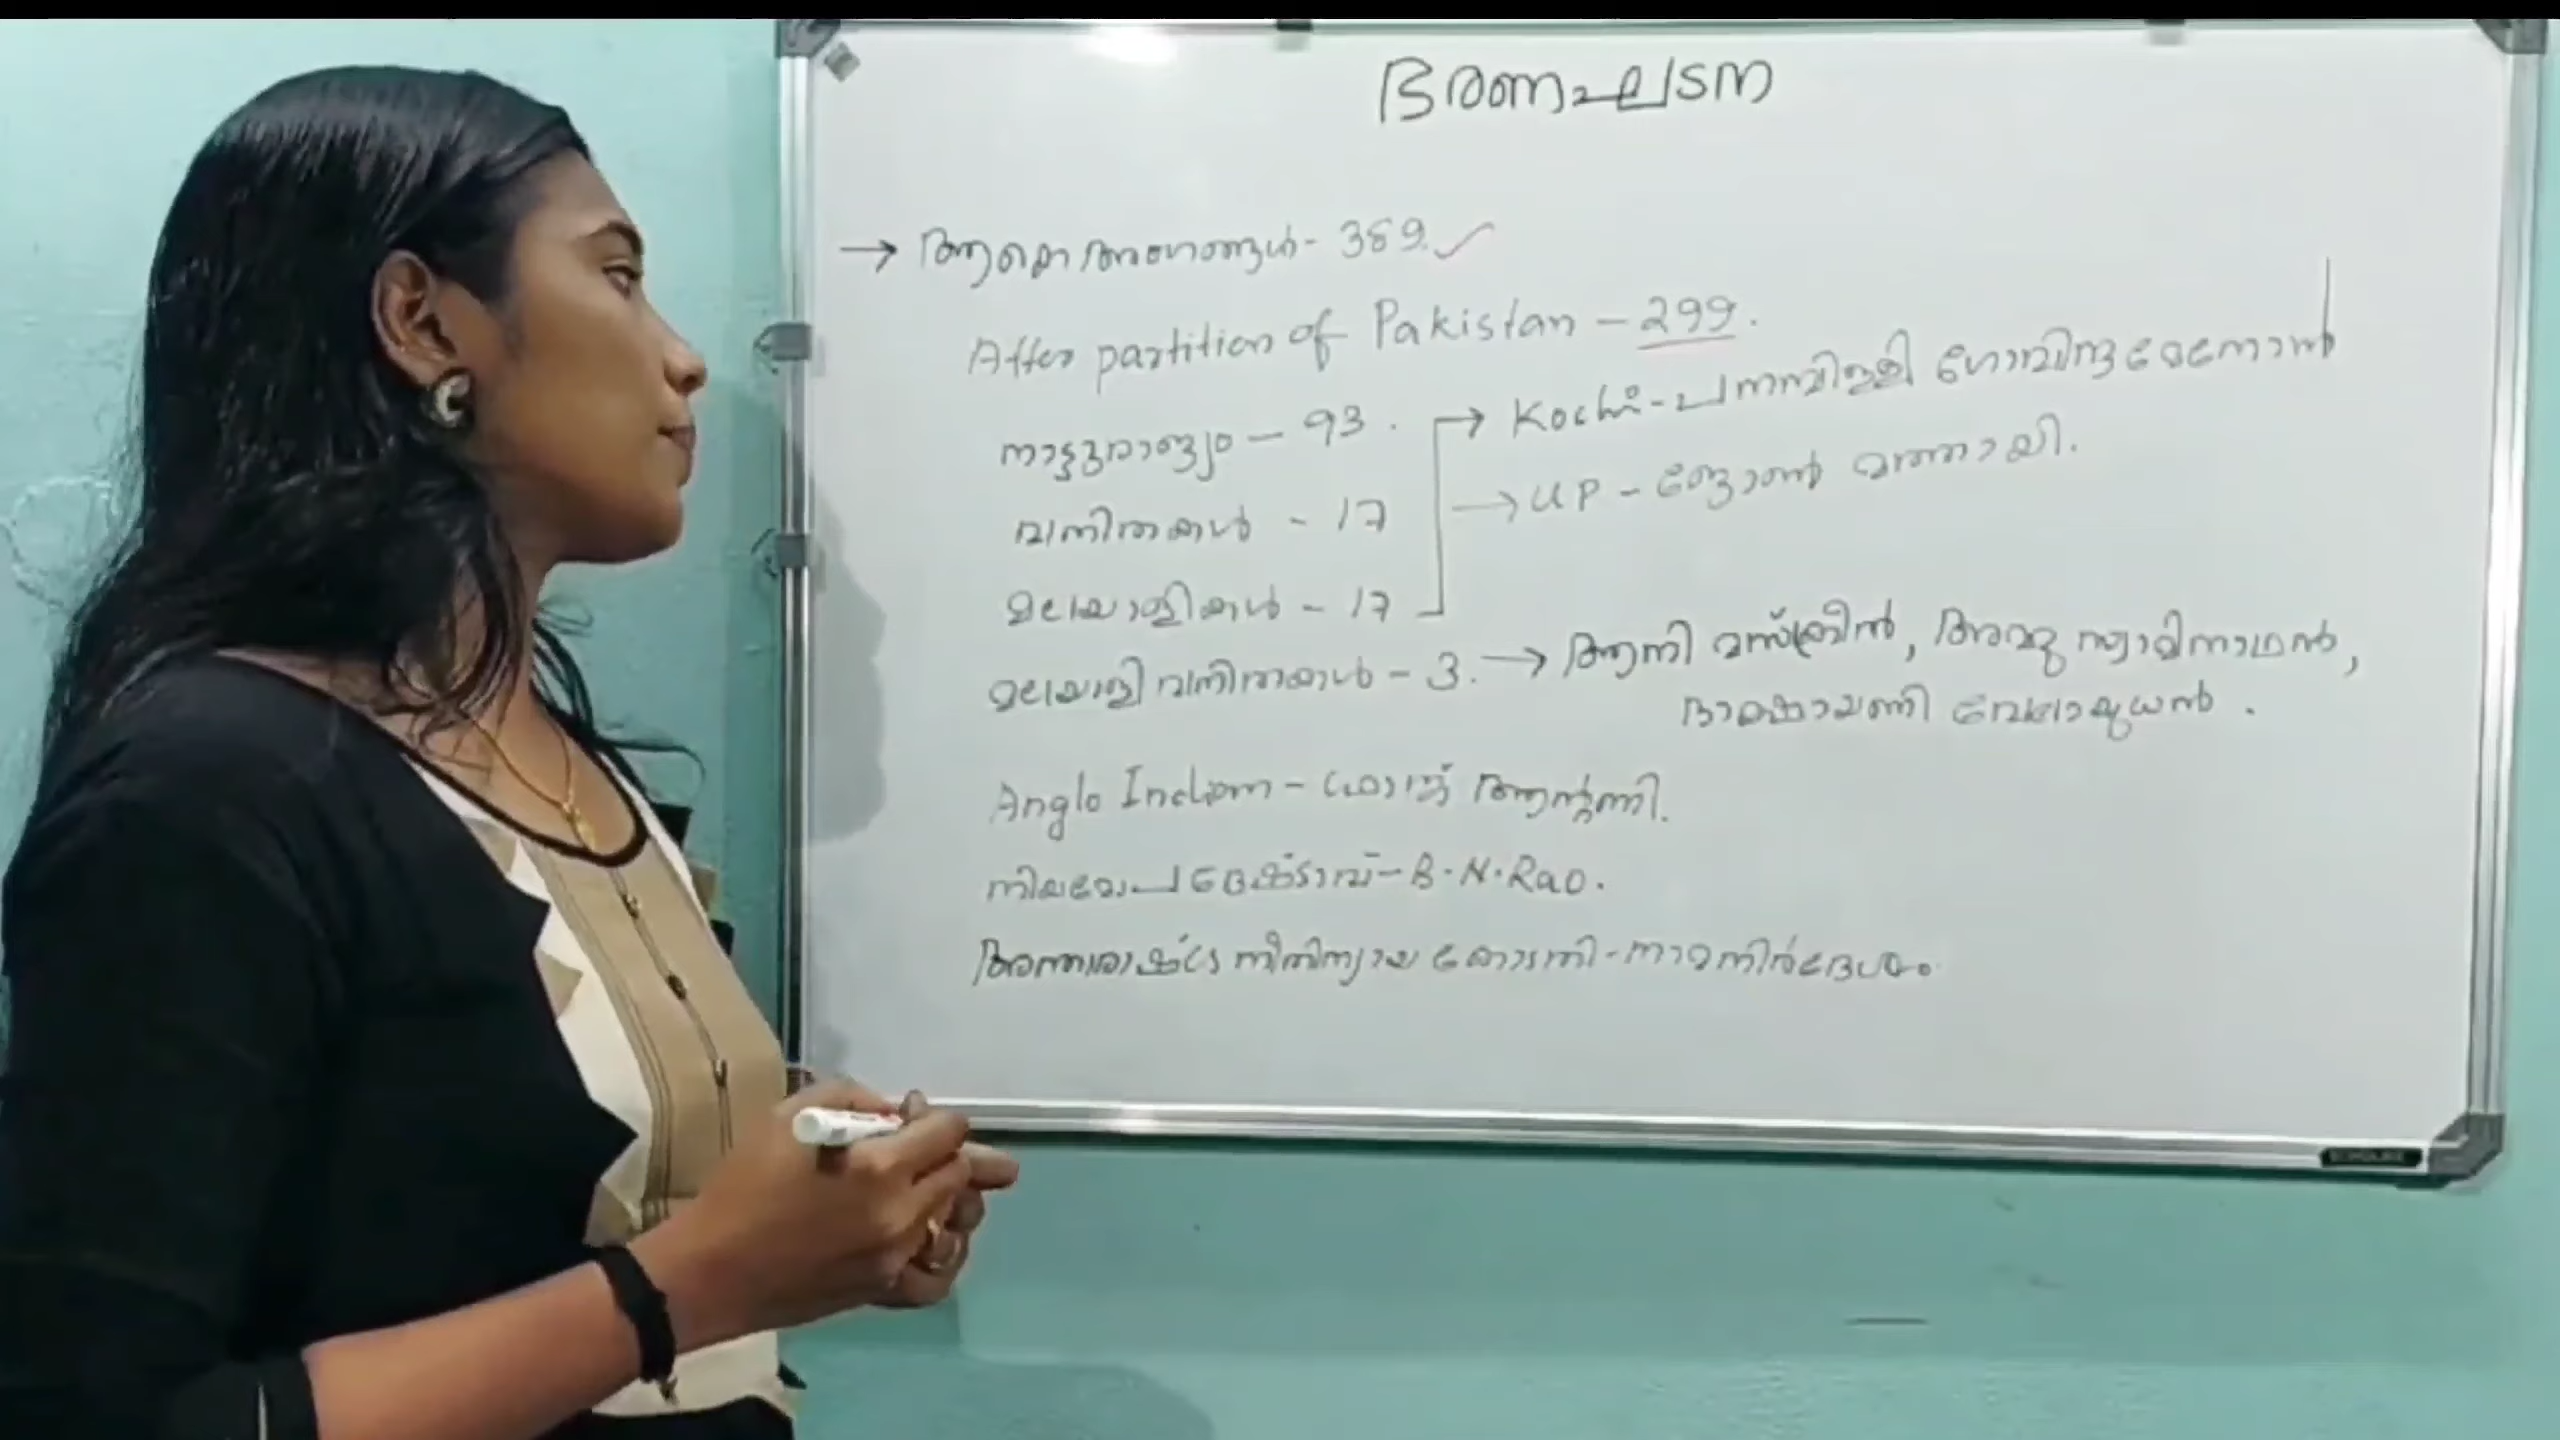 ഭരണഘടന
→ ആകെ അംഗങ്ങൾ - 389. ✓
After partition of Pakistan - 299.
നാട്ടുരാജ്യം - 93. → Kochi - പനമ്പിള്ളി ഗോവിന്ദ മേനോൻ
വനിതകൾ - 17 → UP - ജോൺ മത്തായി.
മലയാളികൾ - 17
മലയാളി വനിതകൾ - 3. → ആനി മസ്ക്രീൻ, അമ്മു സ്വാമിനാഥൻ,
ദാക്ഷായണി വേലായുധൻ.
Anglo Indian - ഫ്രാങ്ക് ആന്റണി.
നിയമോപദേഷ്ടാവ് - B.N.Rao.
അന്താരാഷ്ട്ര നീതിന്യായ കോടതി - നാമനിർദേശം.